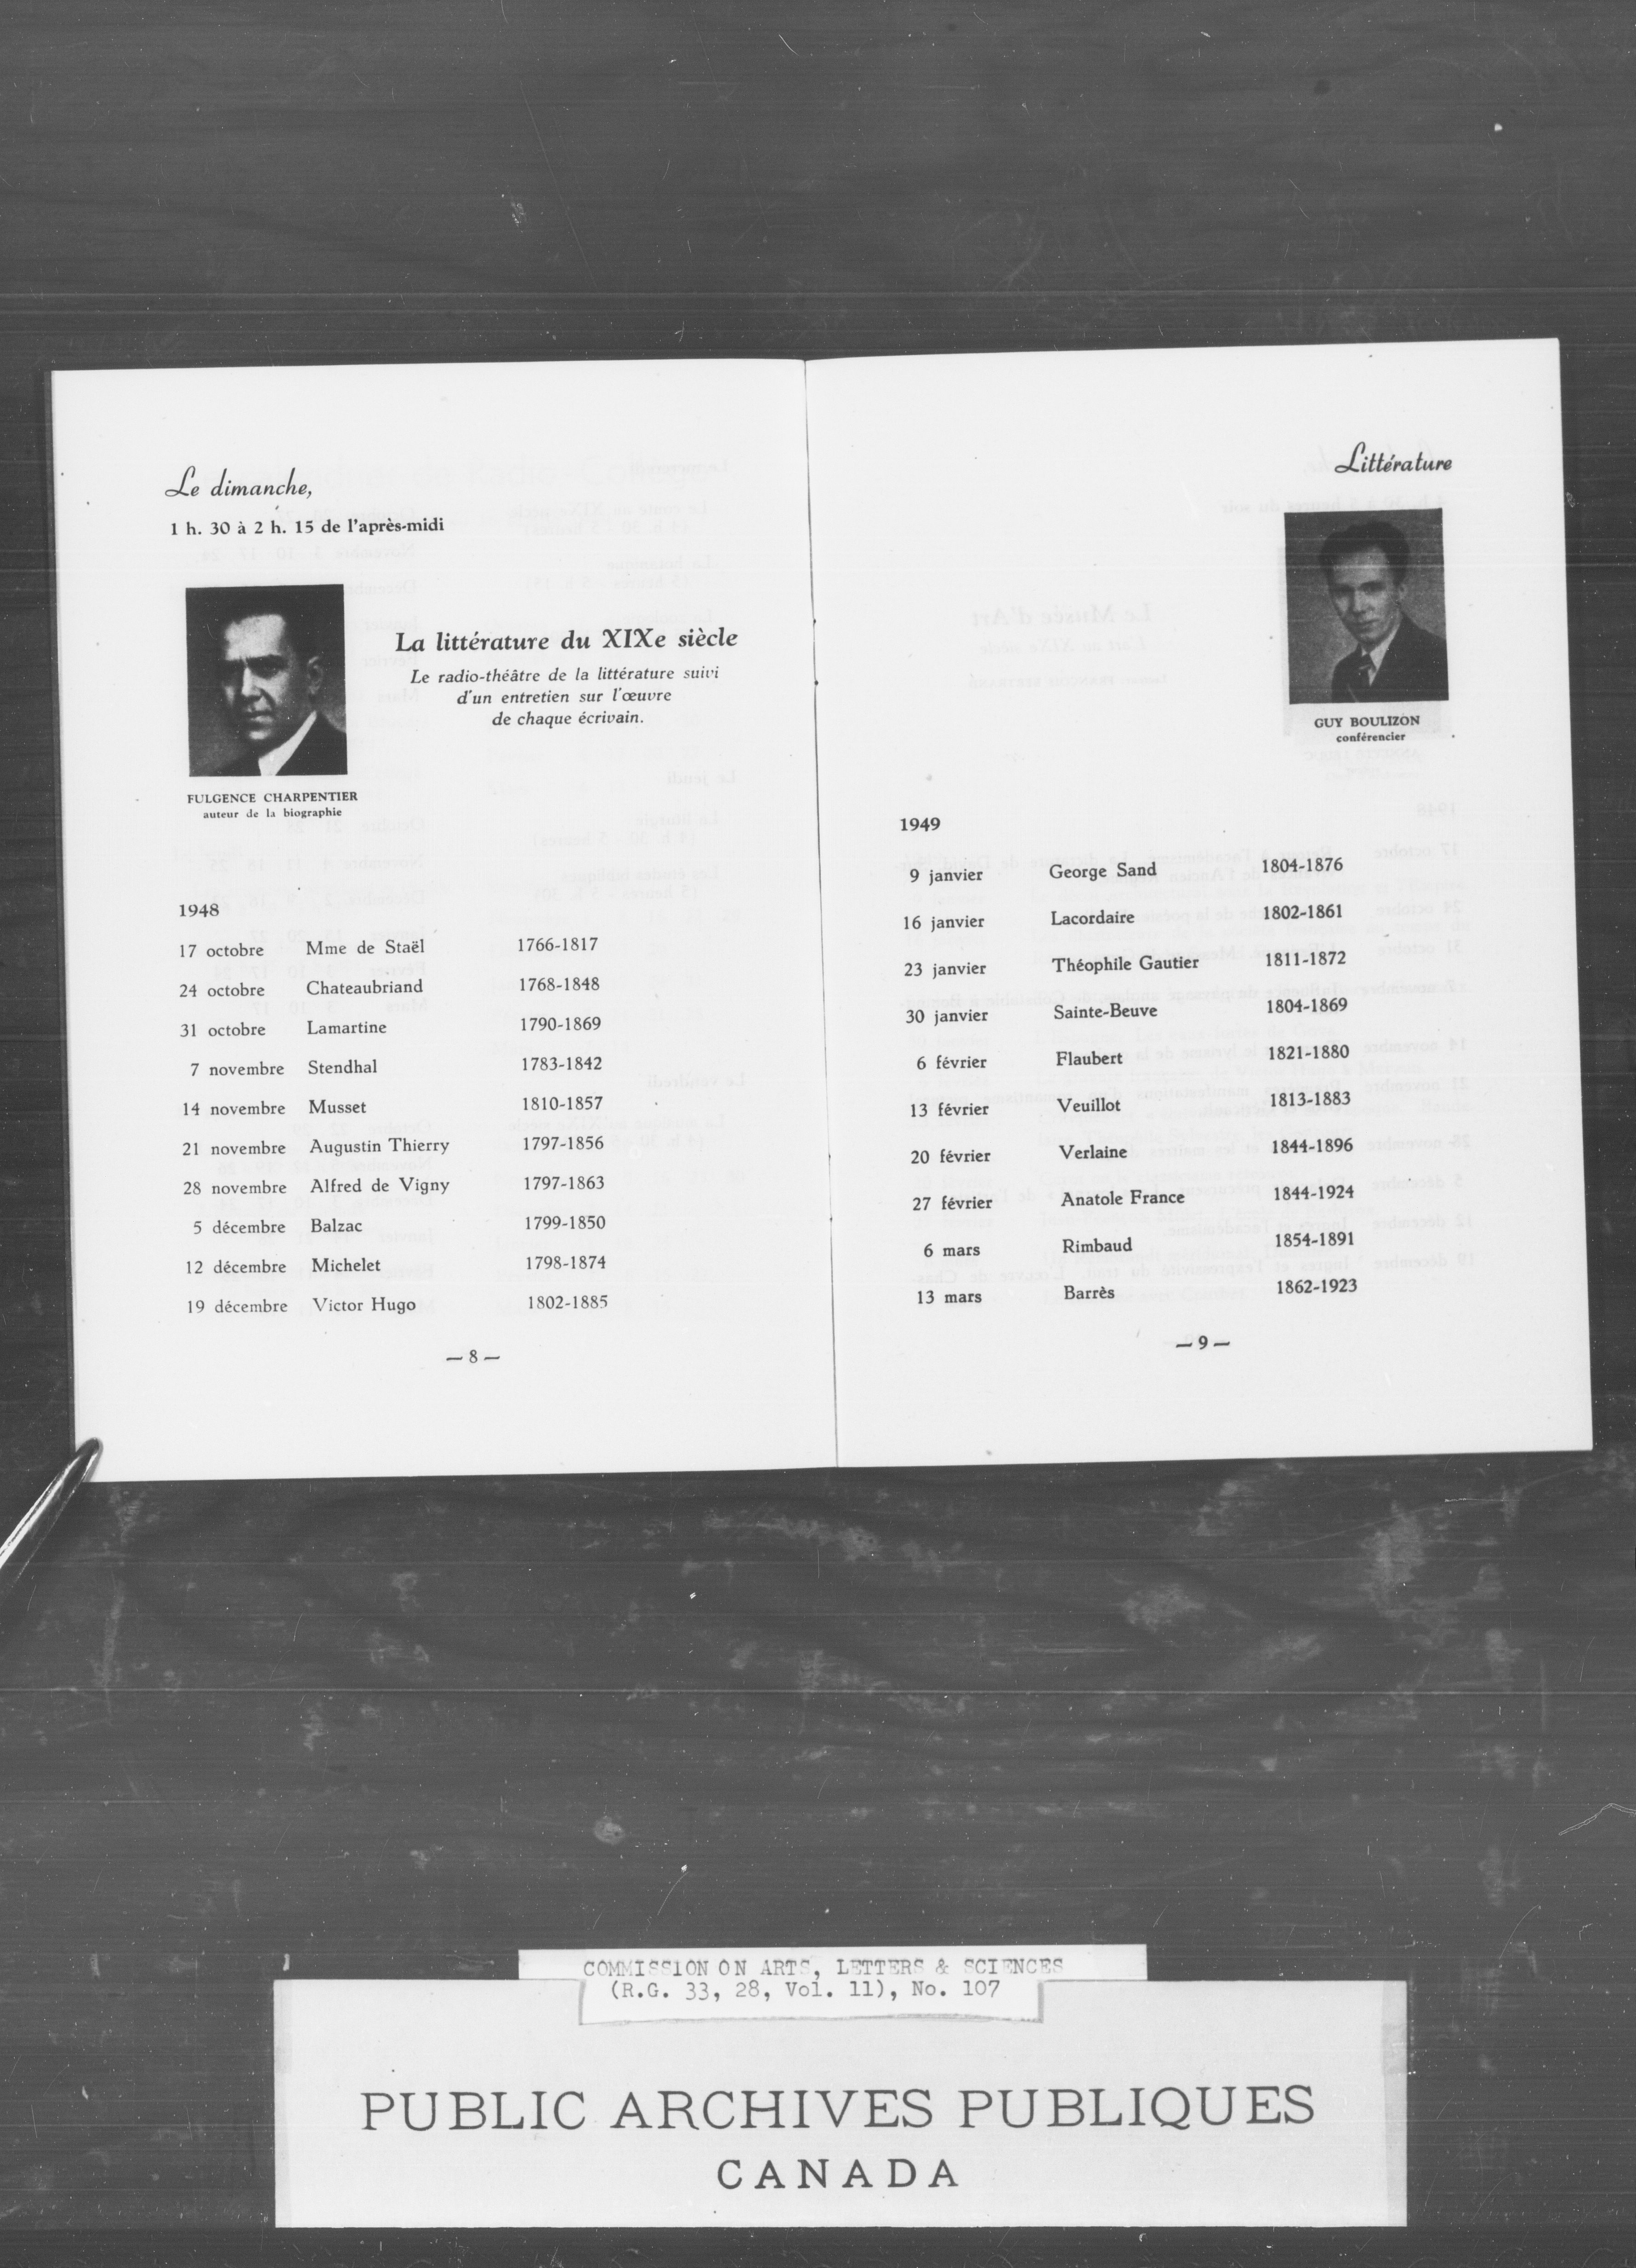 Le dimanche,
1 h. 30 à 2 h. 15 de l'après-midi
La littérature du XIXe siècle
Le radio-théâtre de la littérature suivi
d'un entretien sur l'œuvre
de chaque écrivain.
FULGENCE CHARPENTIER
auteur de la biographie
1948
17 octobre Mme de Staël 1766-1817
24 octobre Chateaubriand 1768-1848
31 octobre Lamartine 1790-1869
7 novembre Stendhal 1783-1842
14 novembre Musset 1810-1857
21 novembre Augustin Thierry 1797-1856
28 novembre Alfred de Vigny 1797-1863
5 décembre Balzac 1799-1850
12 décembre Michelet 1798-1874
19 décembre Victor Hugo 1802-1885
— 8 —
Littérature
GUY BOULIZON
conférencier
1949
9 janvier George Sand 1804-1876
16 janvier Lacordaire 1802-1861
23 janvier Théophile Gautier 1811-1872
30 janvier Sainte-Beuve 1804-1869
6 février Flaubert 1821-1880
13 février Veuillot 1813-1883
20 février Verlaine 1844-1896
27 février Anatole France 1844-1924
6 mars Rimbaud 1854-1891
13 mars Barrès 1862-1923
— 9 —
COMMISSION ON ARTS, LETTERS & SCIENCES
(R.G. 33, 28, Vol. 11), No. 107
PUBLIC ARCHIVES PUBLIQUES
CANADA